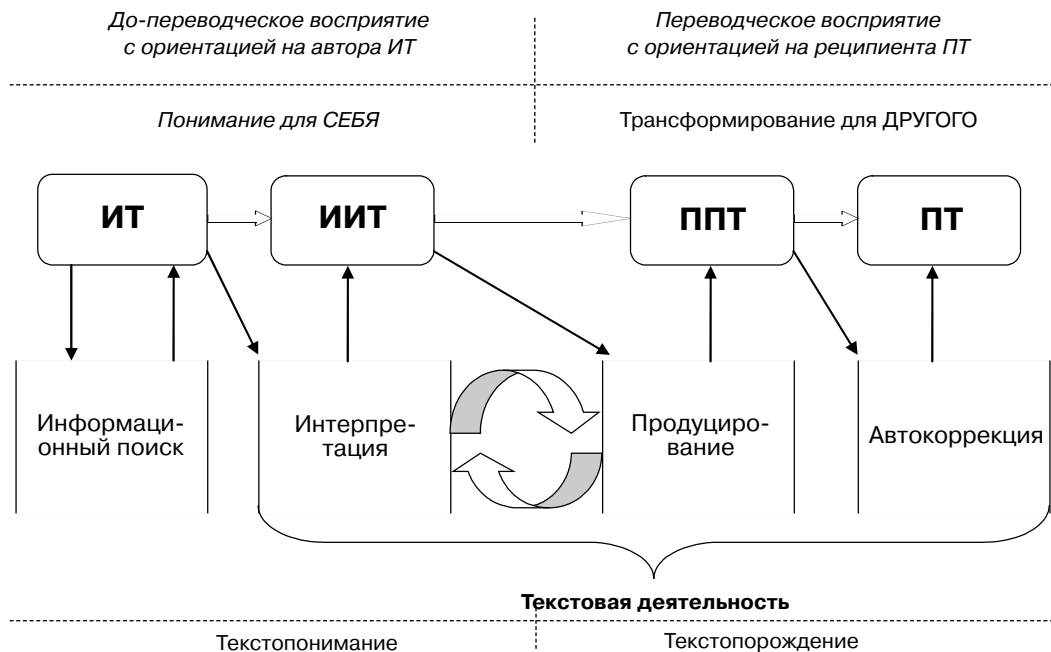 До-переводческое восприятие
с ориентацией на автора ИТ
Переводческое восприятие
с ориентацией на реципиента ПТ
Понимание для СЕБЯ
Трансформирование для ДРУГОГО
ИТ
ИИТ
ППТ
ПТ
Информаци-
онный поиск
Интерпре-
тация
Продуциро-
вание
Автокоррекция
Текстовая деятельность
Текстопонимание
Текстопорождение